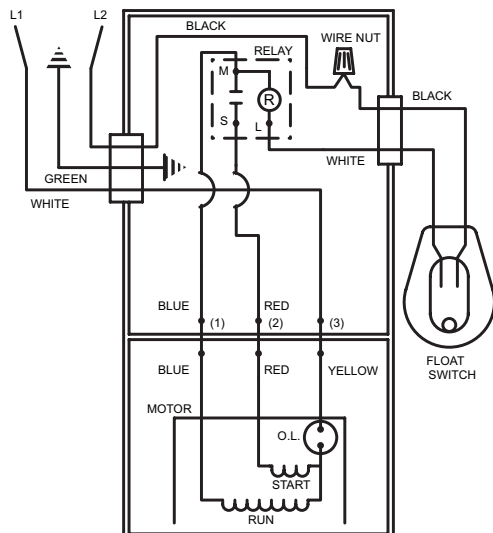 L1
L2
BLACK
WIRE NUT
RELAY
M
R
S
L
BLACK
WHITE
GREEN
WHITE
BLUE
(1)
RED
(2)
(3)
BLUE
RED
YELLOW
FLOAT
SWITCH
MOTOR
O.L.
START
RUN